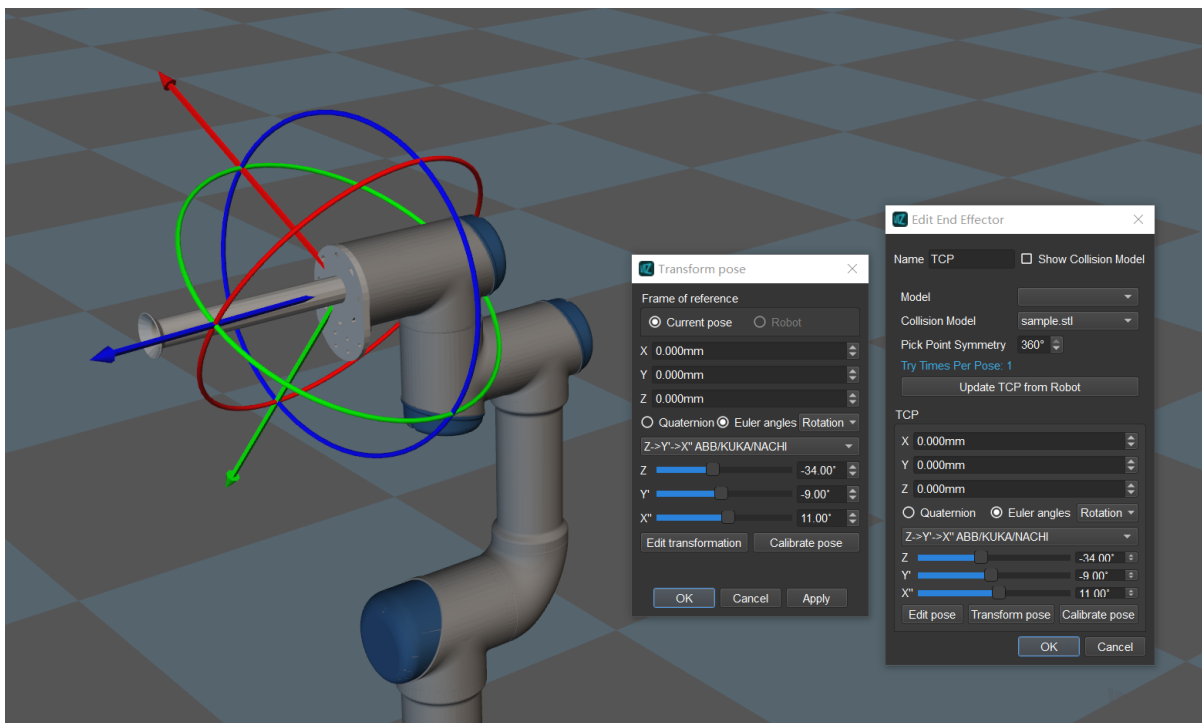 Transform pose
Frame of reference
Current pose Robot
X 0.000mm
Y 0.000mm
Z 0.000mm
Quaternion Euler angles Rotation
Z->Y'->X'' ABB/KUKA/NACHI
Z -34.00°
Y' -9.00°
X'' 11.00°
Edit transformation Calibrate pose
OK Cancel Apply
Edit End Effector
Name TCP Show Collision Model
Model
Collision Model sample.stl
Pick Point Symmetry 360°
Try Times Per Pose: 1
Update TCP from Robot
TCP
X 0.000mm
Y 0.000mm
Z 0.000mm
Quaternion Euler angles Rotation
Z->Y'->X'' ABB/KUKA/NACHI
Z -34.00°
Y' -9.00°
X'' 11.00°
Edit pose Transform pose Calibrate pose
OK Cancel